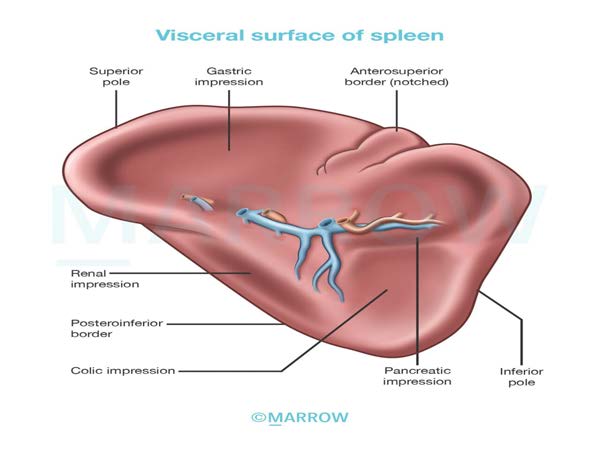 Visceral surface of spleen
Superior
pole
Gastric
impression
Anterosuperior
border (notched)
MARROW
Renal
impression
Posteroinferior
border
Colic impression
Pancreatic
impression
Inferior
pole
©MARROW